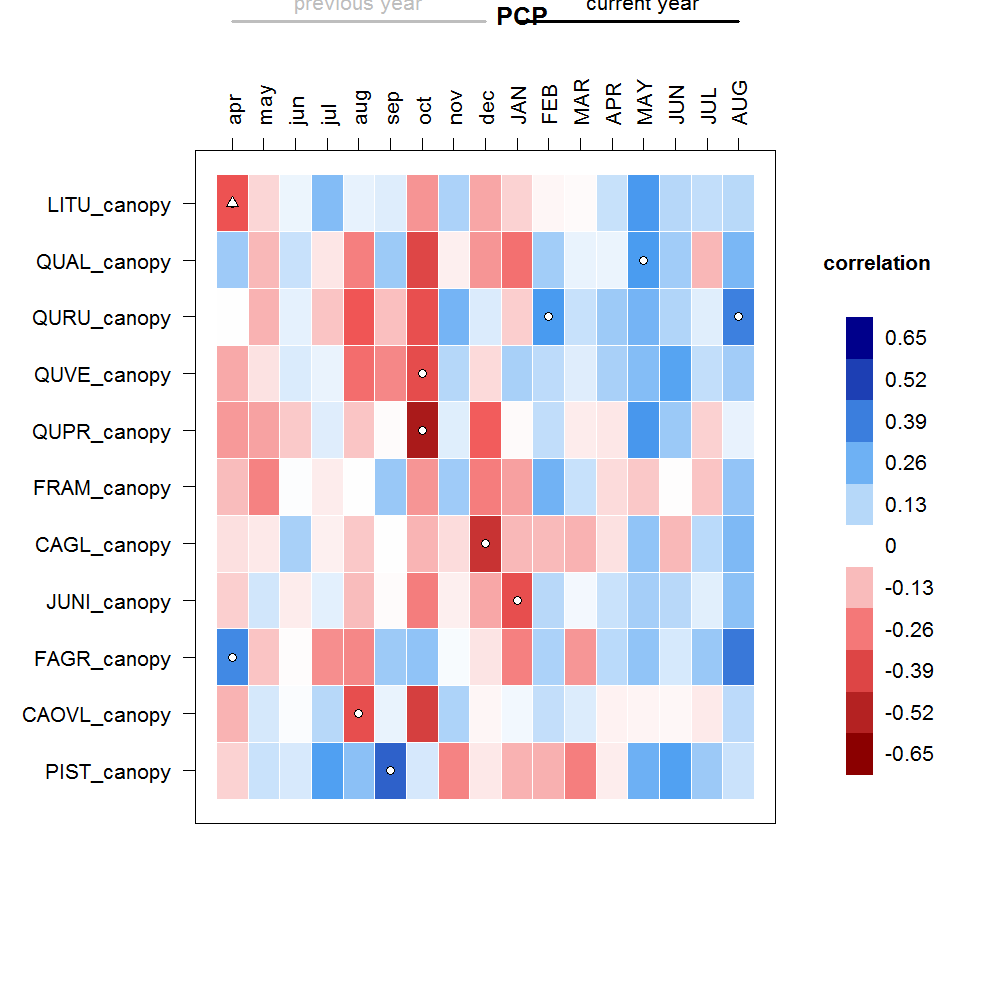 previous year
current year
PCP
apr
may
jun
jul
aug
sep
oct
nov
dec
JAN
FEB
MAR
APR
MAY
JUN
JUL
AUG
LITU_canopy
QUAL_canopy
QURU_canopy
QUVE_canopy
QUPR_canopy
FRAM_canopy
CAGL_canopy
JUNI_canopy
FAGR_canopy
CAOVL_canopy
PIST_canopy
correlation
0.65
0.52
0.39
0.26
0.13
0
-0.13
-0.26
-0.39
-0.52
-0.65